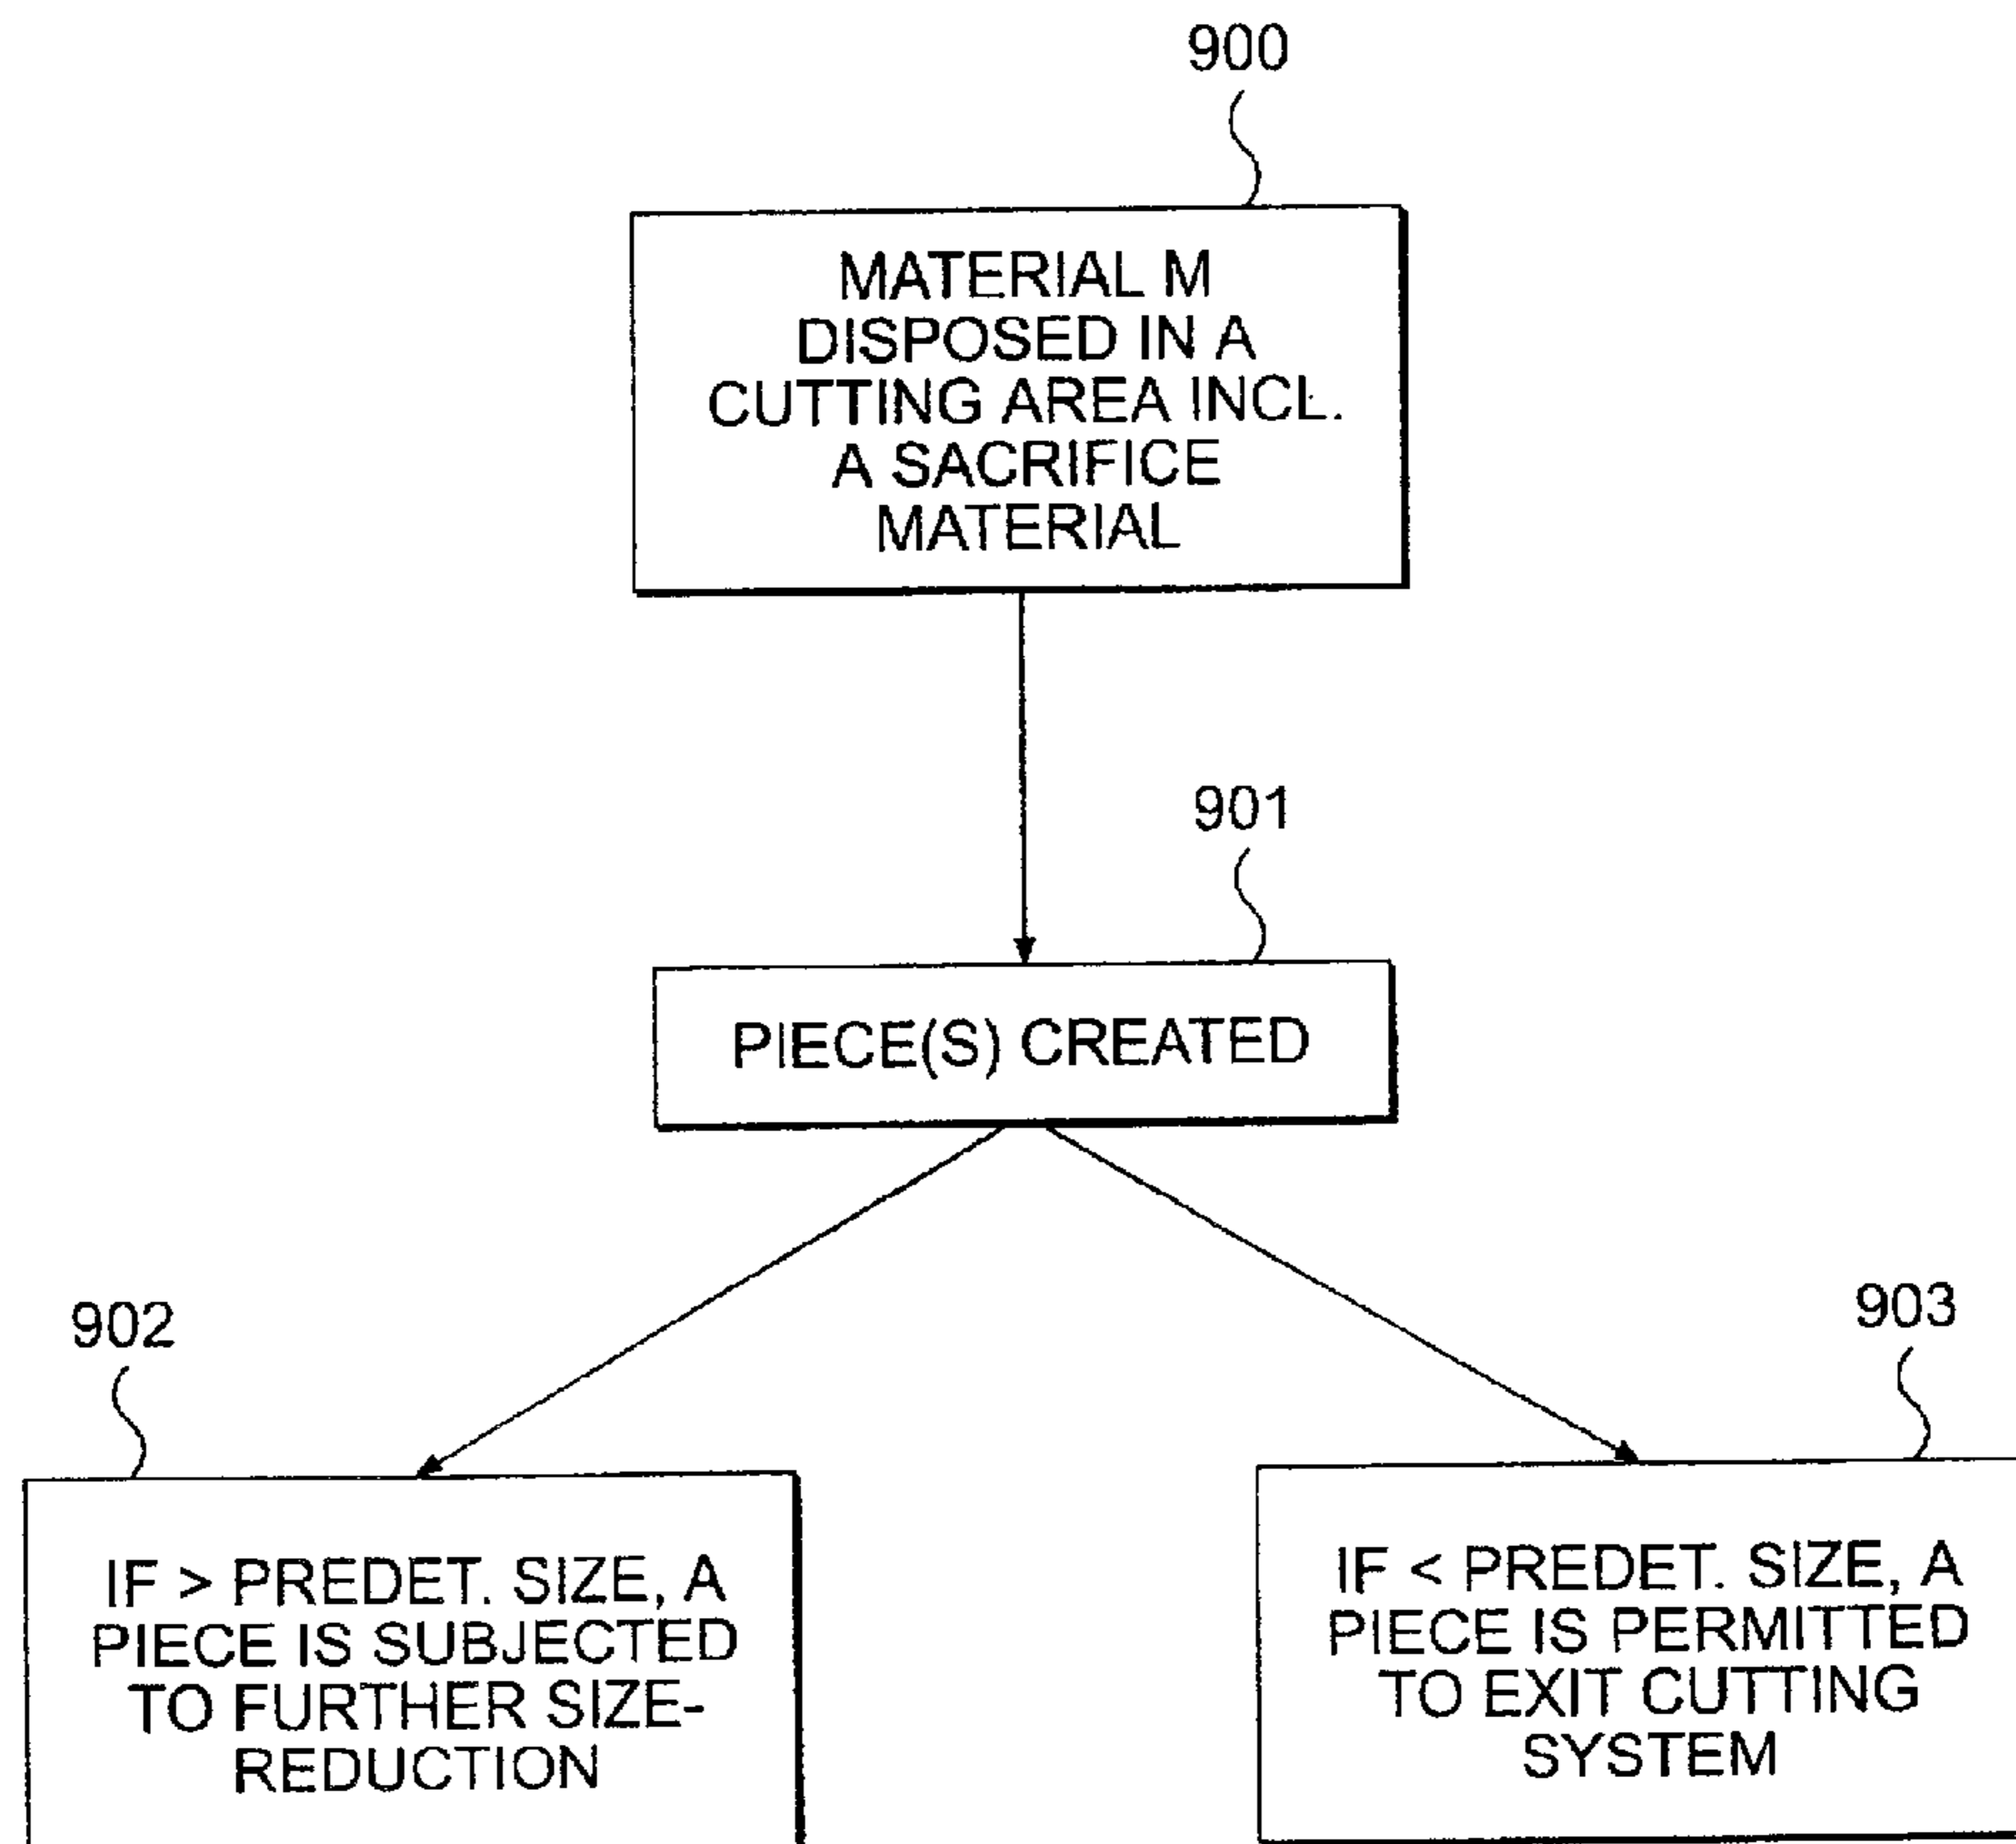 900
MATERIAL M
DISPOSED IN A
CUTTING AREA INCL.
A SACRIFICE
MATERIAL
901
PIECE(S) CREATED
902
IF > PREDET. SIZE, A
PIECE IS SUBJECTED
TO FURTHER SIZE-
REDUCTION
903
IF < PREDET. SIZE, A
PIECE IS PERMITTED
TO EXIT CUTTING
SYSTEM